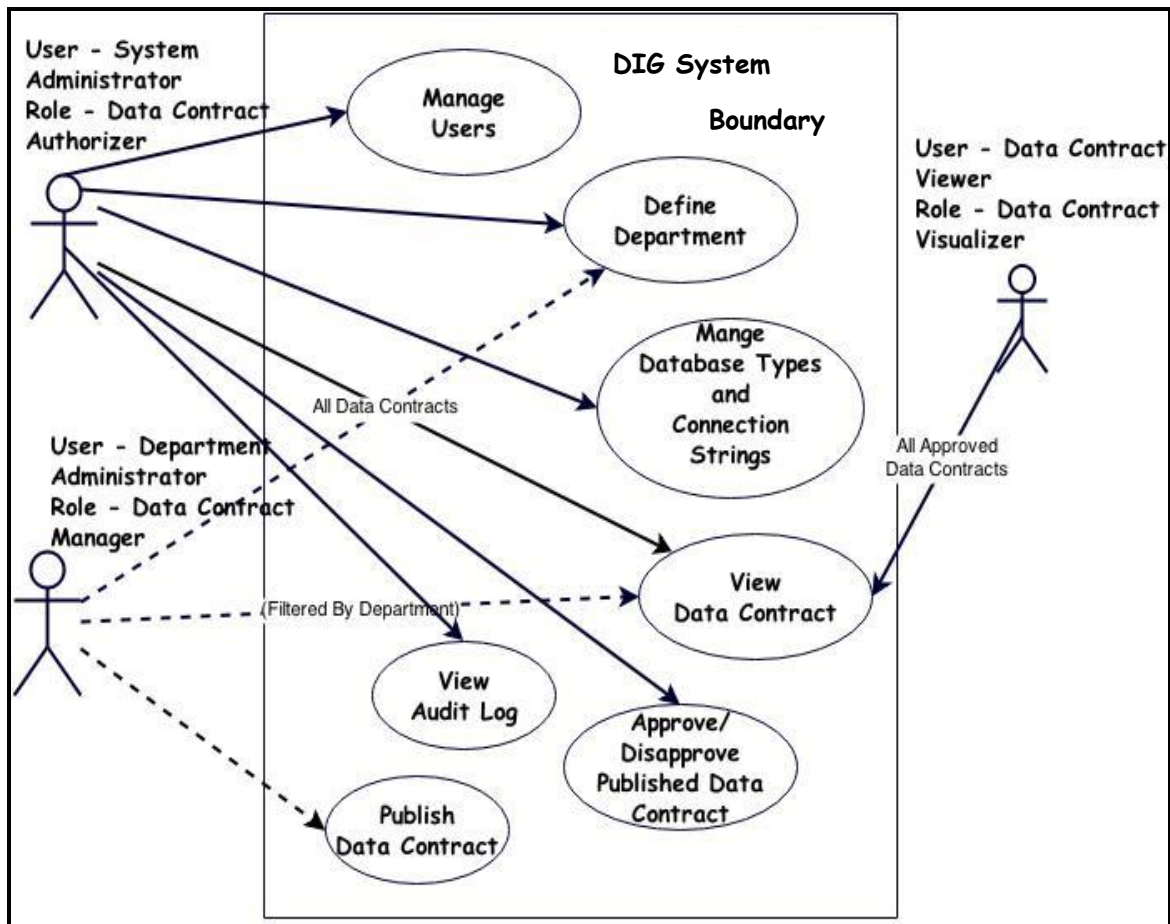 User - System
Administrator
Role - Data Contract
Authorizer
DIG System
Boundary
Manage
Users
User - Data Contract
Viewer
Role - Data Contract
Visualizer
Define
Department
Mange
Database Types
and
Connection
Strings
All Data Contracts
User - Department
Administrator
Role - Data Contract
Manager
All Approved
Data Contracts
View
Data Contract
(Filtered By Department)
View
Audit Log
Approve/
Disapprove
Published Data
Contract
Publish
Data Contract